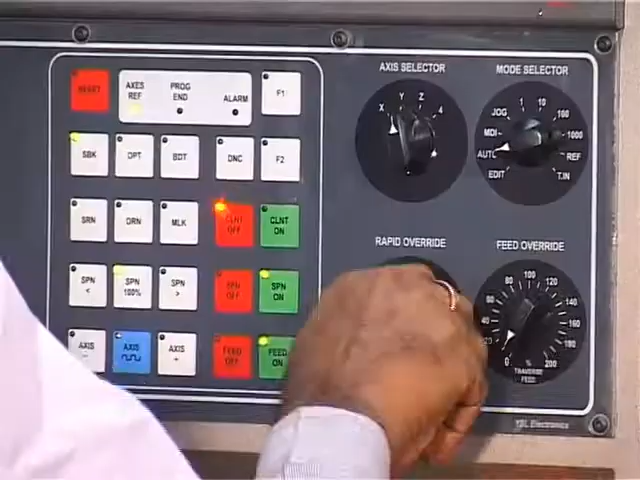 AXIS SELECTOR
MODE SELECTOR
RESET
AXES REF
PROG END
ALARM
F1
X Y Z 4
JOG 1 10 100
MDI 1000
AUTO REF
EDIT T.IN
SBK DPT BDT DNC F2
SRN DRN MLK CLNT OFF CLNT ON
RAPID OVERRIDE
FEED OVERRIDE
SPN < SPN 100% SPN > SPN OFF SPN ON
40 60 80 100 120 140 160 180 200
0 %
TRAVERSE FEED
AXIS - AXIS AXIS + FEED OFF FEED ON
Electronics